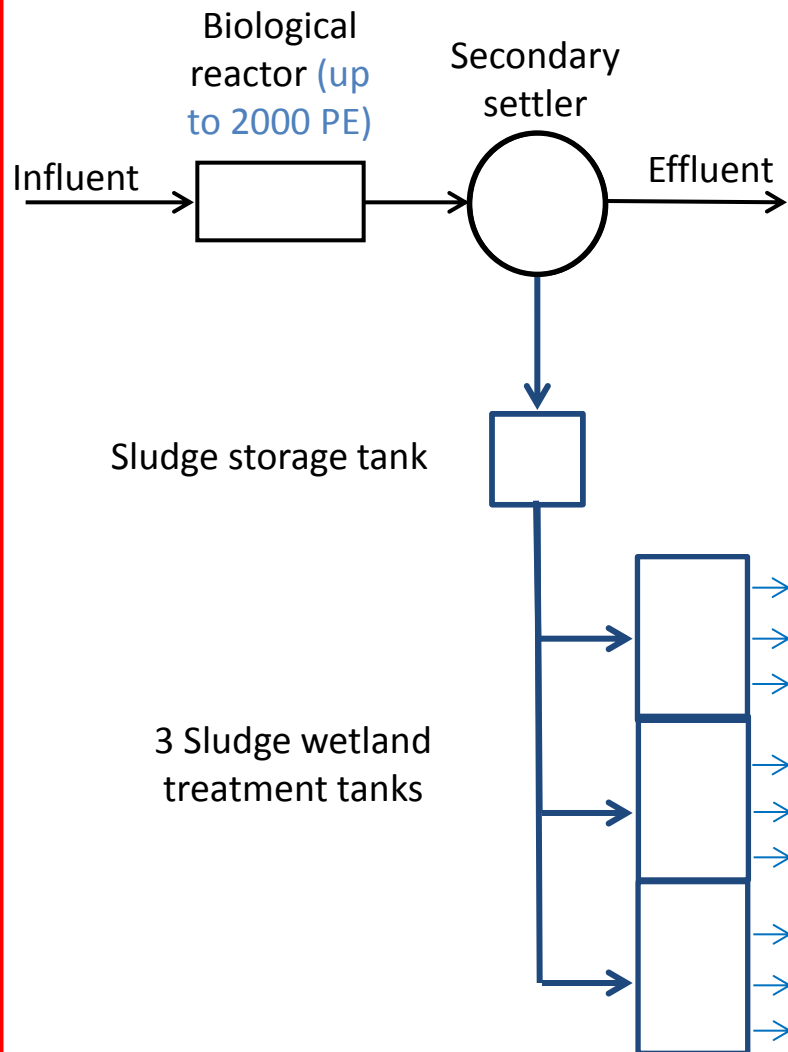 Biological
reactor (up
to 2000 PE)
Secondary
settler
Influent
Effluent
Sludge storage tank
3 Sludge wetland
treatment tanks